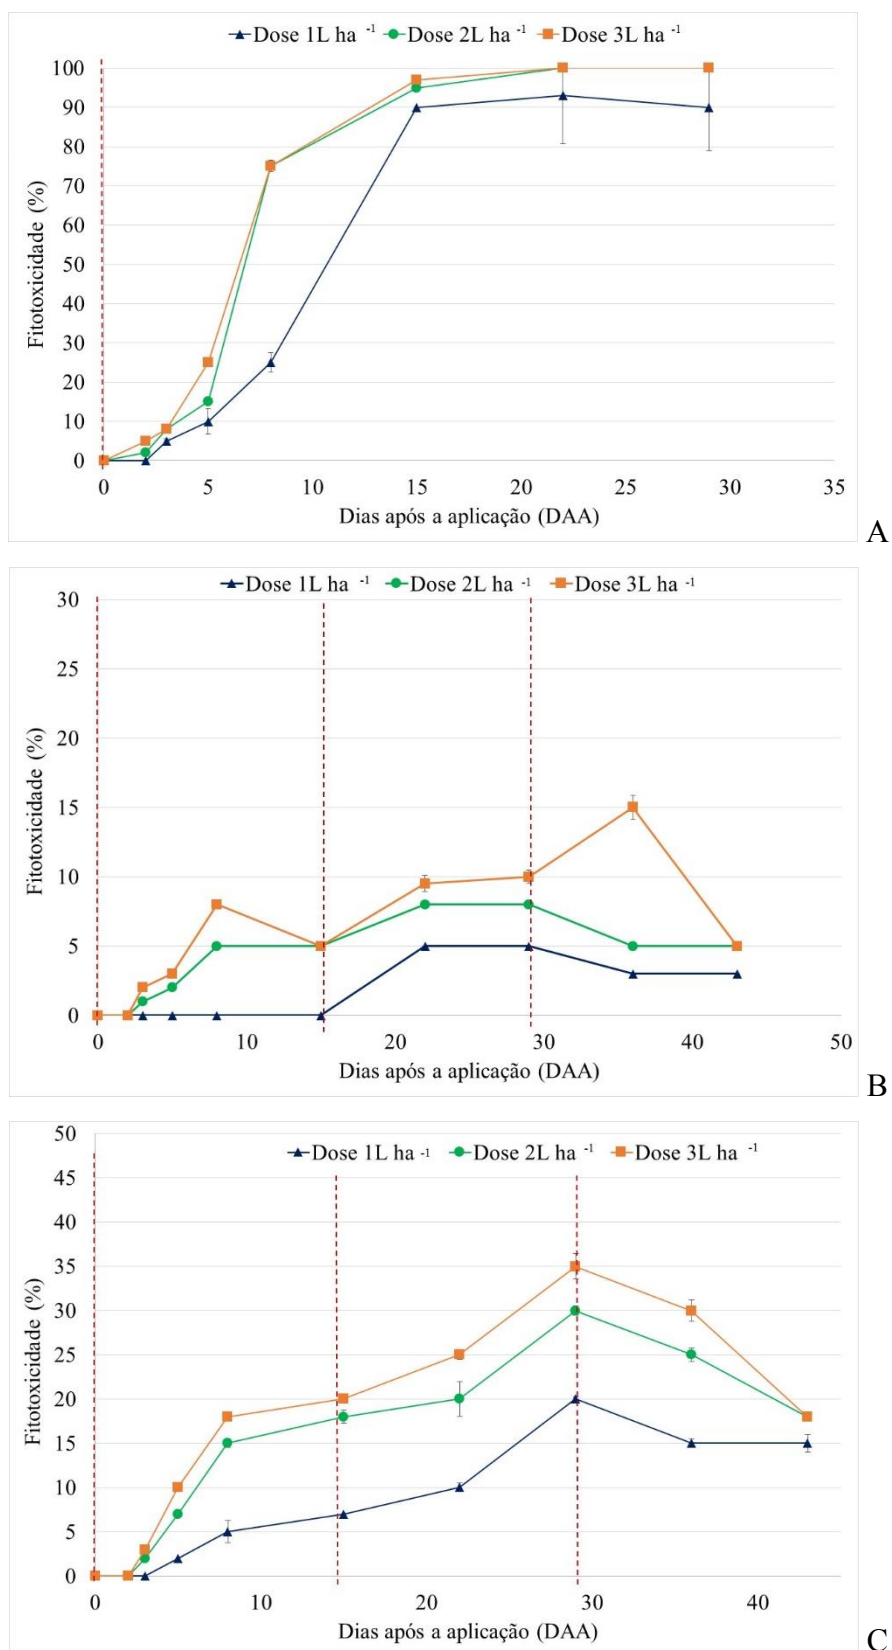 Dose 1L ha -1 Dose 2L ha -1 Dose 3L ha -1
100
90
80
70
60
50
40
30
20
10
0
Fitotoxicidade (%)
0 5 10 15 20 25 30 35
Dias após a aplicação (DAA)
A
Dose 1L ha -1 Dose 2L ha -1 Dose 3L ha -1
30
25
20
15
10
5
0
Fitotoxicidade (%)
0 10 20 30 40 50
Dias após a aplicação (DAA)
B
Dose 1L ha -1 Dose 2L ha -1 Dose 3L ha -1
50
45
40
35
30
25
20
15
10
5
0
Fitotoxicidade (%)
0 10 20 30 40
Dias após a aplicação (DAA)
C